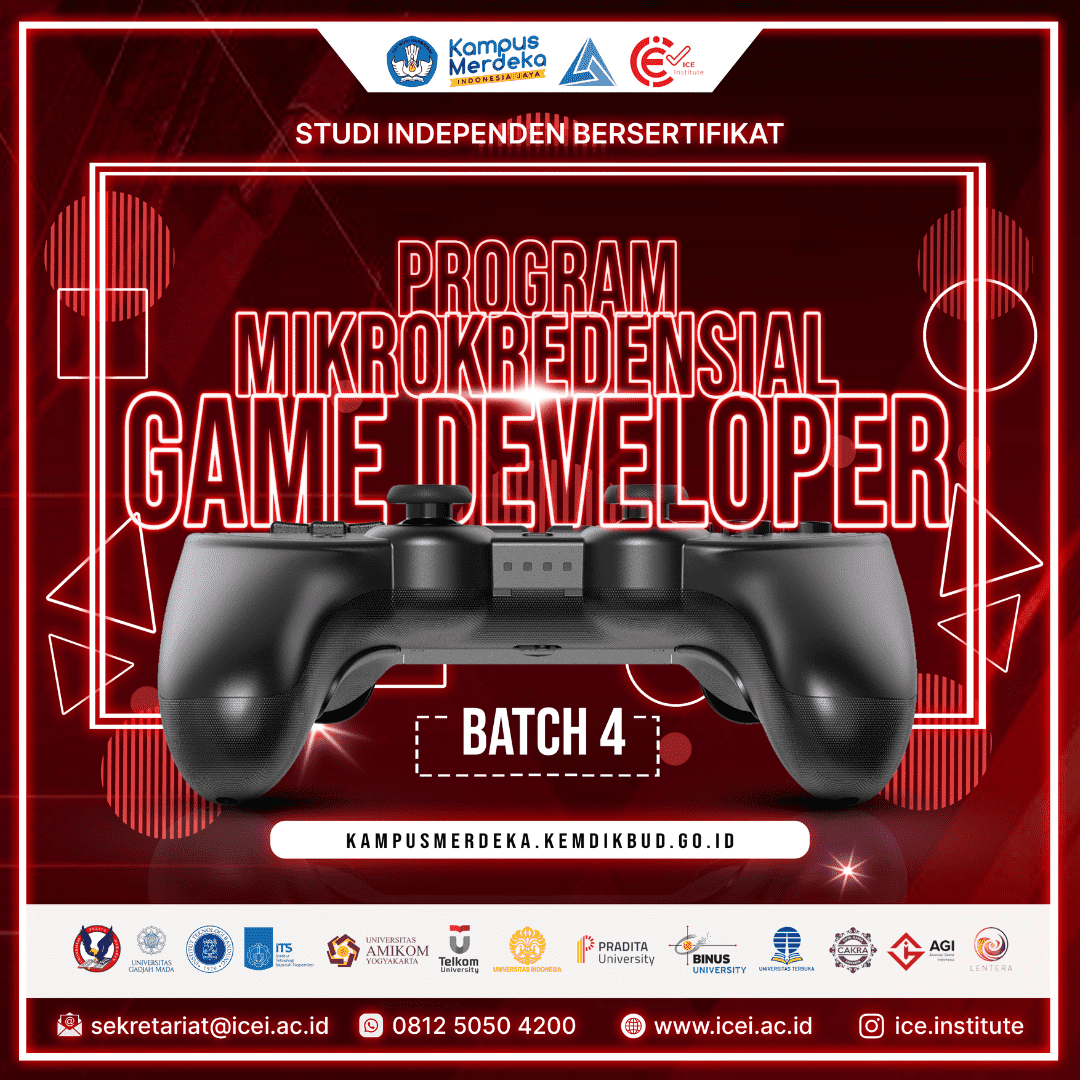 Kampus
Merdeka
INDONESIA JAYA
ICE
Institute
STUDI INDEPENDEN BERSERTIFIKAT
PROGRAM
MIKROKREDENSIAL
GAME DEVELOPER
BATCH 4
KAMPUSMERDEKA.KEMDIKBUD.GO.ID
UNIVERSITAS
GADJAH MADA
ITS
Institut
Teknologi
Sepuluh Nopember
UNIVERSITAS
AMIKOM
YOGYAKARTA
Telkom
University
UNIVERSITAS INDONESIA
PRADITA
University
BINUS
UNIVERSITY
UNIVERSITAS TERBUKA
CAKRA
AGI
Asosiasi Game
Indonesia
LENTERA
sekretariat@icei.ac.id
0812 5050 4200
www.icei.ac.id
ice.institute